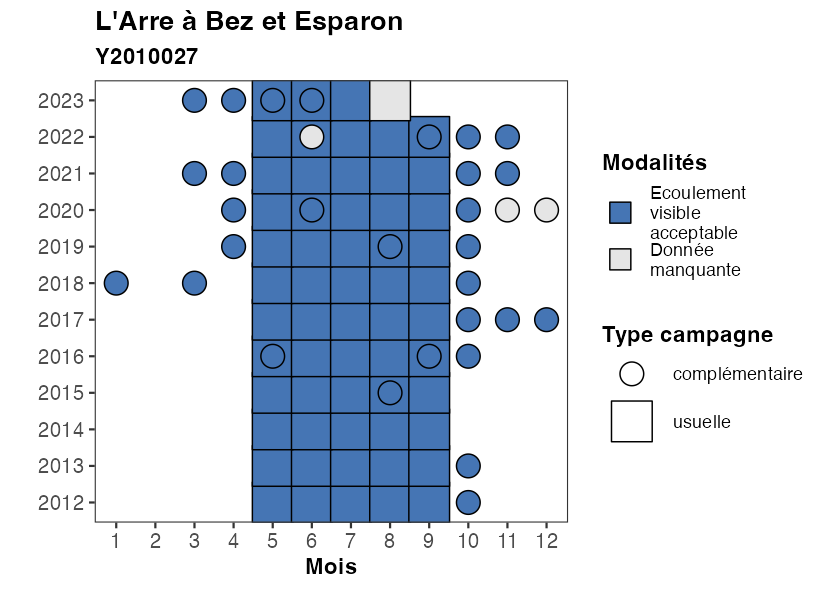 L'Arre à Bez et Esparon
Y2010027
2023
2022
2021
2020
2019
2018
2017
2016
2015
2014
2013
2012
1 2 3 4 5 6 7 8 9 10 11 12
Mois
Modalités
Ecoulement
visible
acceptable
Donnée
manquante
Type campagne
complémentaire
usuelle